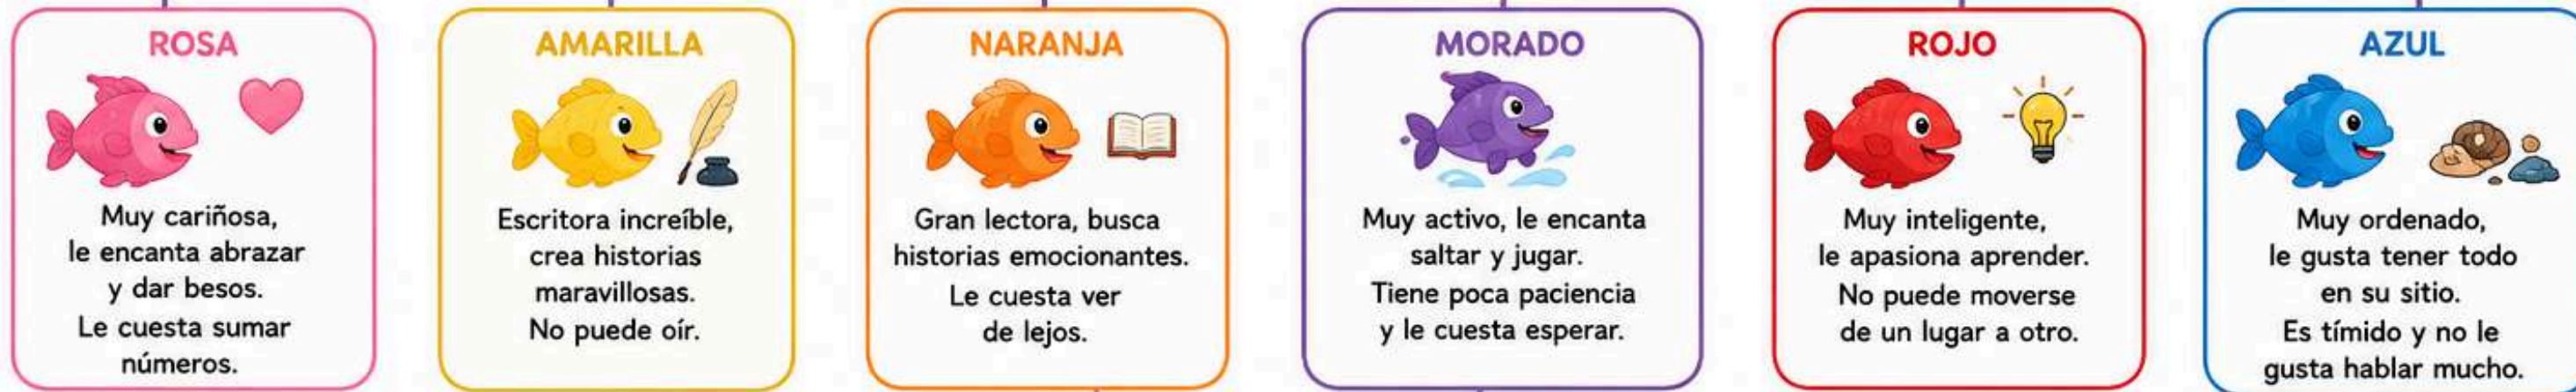 ROSA
Muy cariñosa,
le encanta abrazar
y dar besos.
Le cuesta sumar
números.
AMARILLA
Escritora increíble,
crea historias
maravillosas.
No puede oír.
NARANJA
Gran lectora, busca
historias emocionantes.
Le cuesta ver
de lejos.
MORADO
Muy activo, le encanta
saltar y jugar.
Tiene poca paciencia
y le cuesta esperar.
ROJO
Muy inteligente,
le apasiona aprender.
No puede moverse
de un lugar a otro.
AZUL
Muy ordenado,
le gusta tener todo
en su sitio.
Es tímido y no le
gusta hablar mucho.